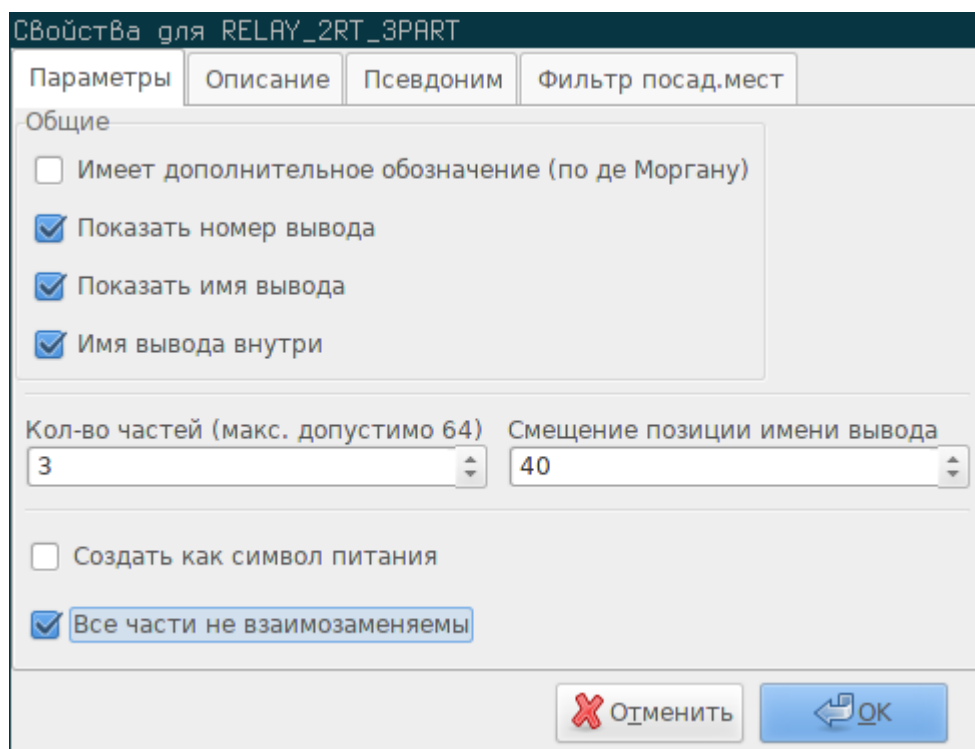 Свойства для RELAY_2RT_3PART
Параметры Описание Псевдоним Фильтр посад.мест
Общие
Имеет дополнительное обозначение (по де Моргану)
Показать номер вывода
Показать имя вывода
Имя вывода внутри
Кол-во частей (макс. допустимо 64) Смещение позиции имени вывода
3 40
Создать как символ питания
Все части не взаимозаменяемы
Отменить OK